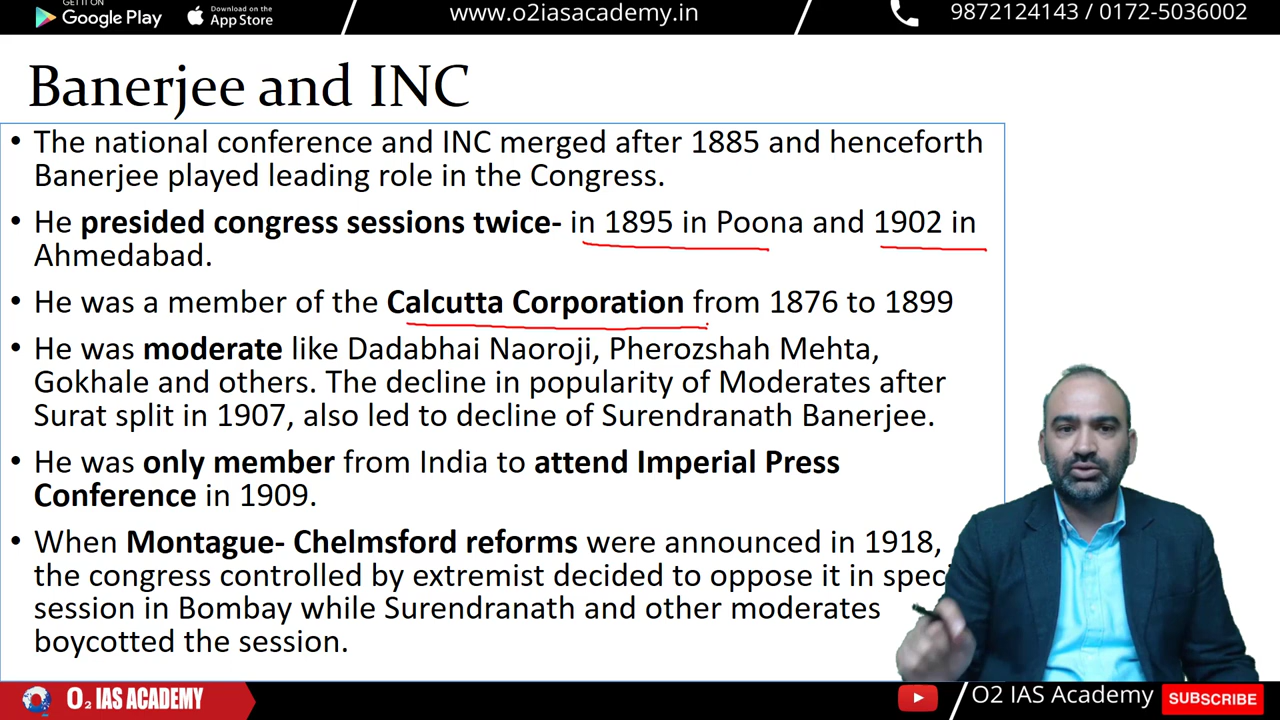 GET IT ON
Google Play
Download on the
App Store
www.o2iasacademy.in
9872124143 / 0172-5036002
Banerjee and INC
• The national conference and INC merged after 1885 and henceforth
Banerjee played leading role in the Congress.
• He presided congress sessions twice- in 1895 in Poona and 1902 in
Ahmedabad.
• He was a member of the Calcutta Corporation from 1876 to 1899
• He was moderate like Dadabhai Naoroji, Pherozshah Mehta,
Gokhale and others. The decline in popularity of Moderates after
Surat split in 1907, also led to decline of Surendranath Banerjee.
• He was only member from India to attend Imperial Press
Conference in 1909.
• When Montague- Chelmsford reforms were announced in 1918,
the congress controlled by extremist decided to oppose it in
session in Bombay while Surendranath and other moderates
boycotted the session.
O₂ IAS ACADEMY
O2 IAS Academy
SUBSCRIBE